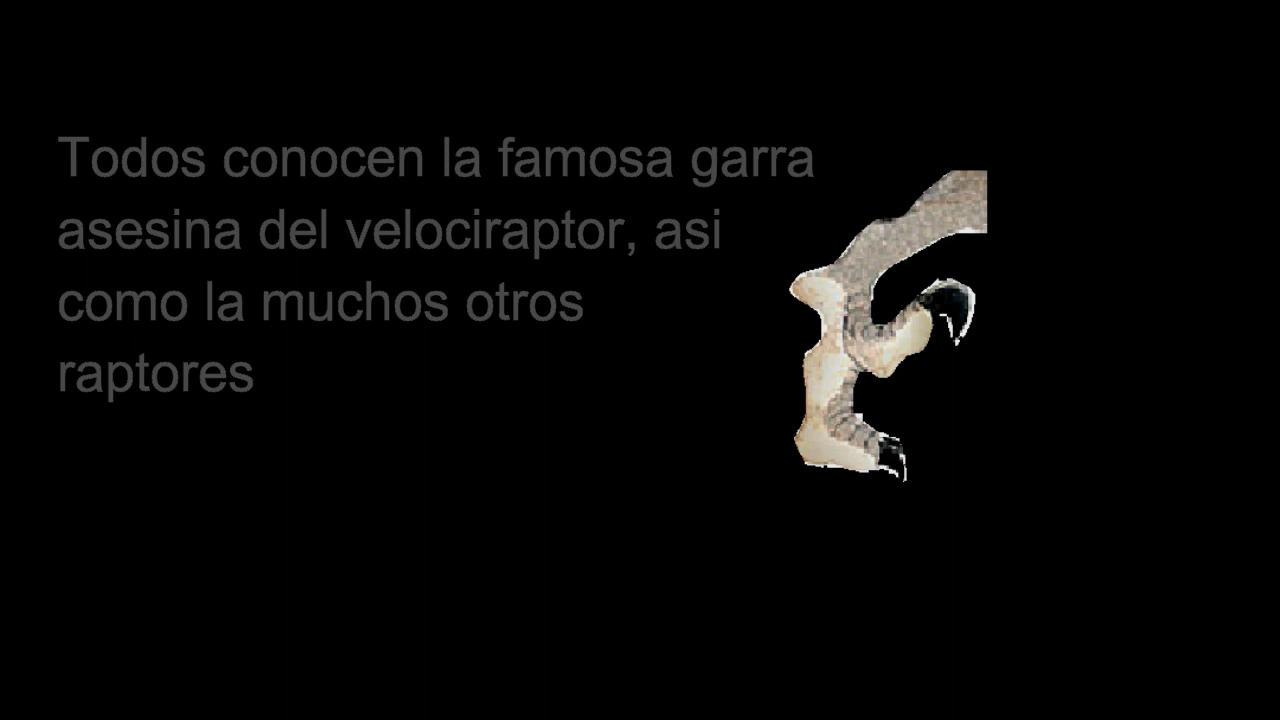 Todos conocen la famosa garra
asesina del velociraptor, asi
como la muchos otros
raptores